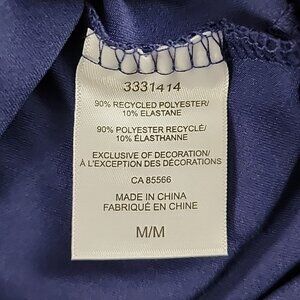 3331414
90% RECYCLED POLYESTER/
10% ELASTANE
90% POLYESTER RECYCLÉ/
10% ÉLASTHANNE
EXCLUSIVE OF DECORATION/
À L'EXCEPTION DES DÉCORATIONS
CA 85566
MADE IN CHINA
FABRIQUÉ EN CHINE
M/M